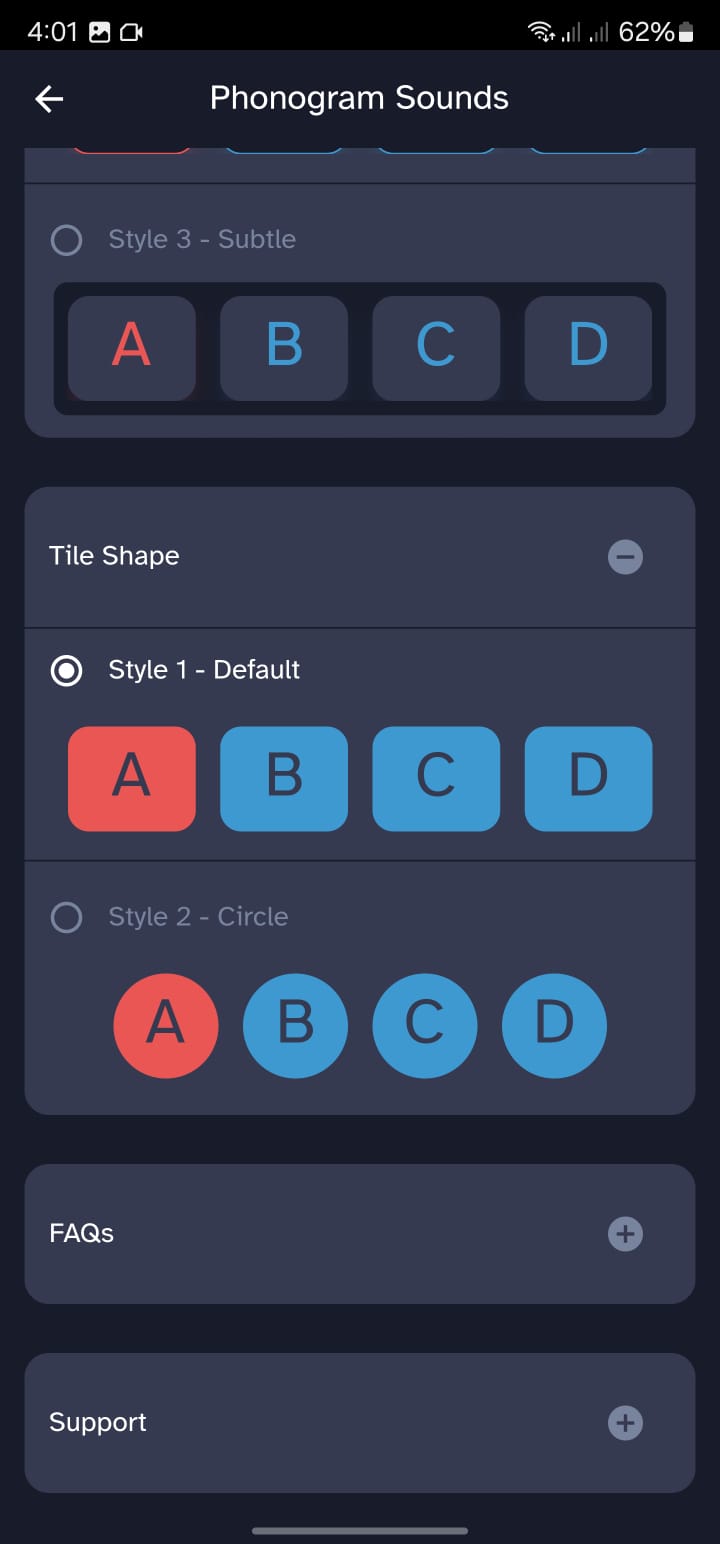 4:01 62%
Phonogram Sounds
Style 3 - Subtle
A B C D
Tile Shape
Style 1 - Default
A B C D
Style 2 - Circle
A B C D
FAQs
Support